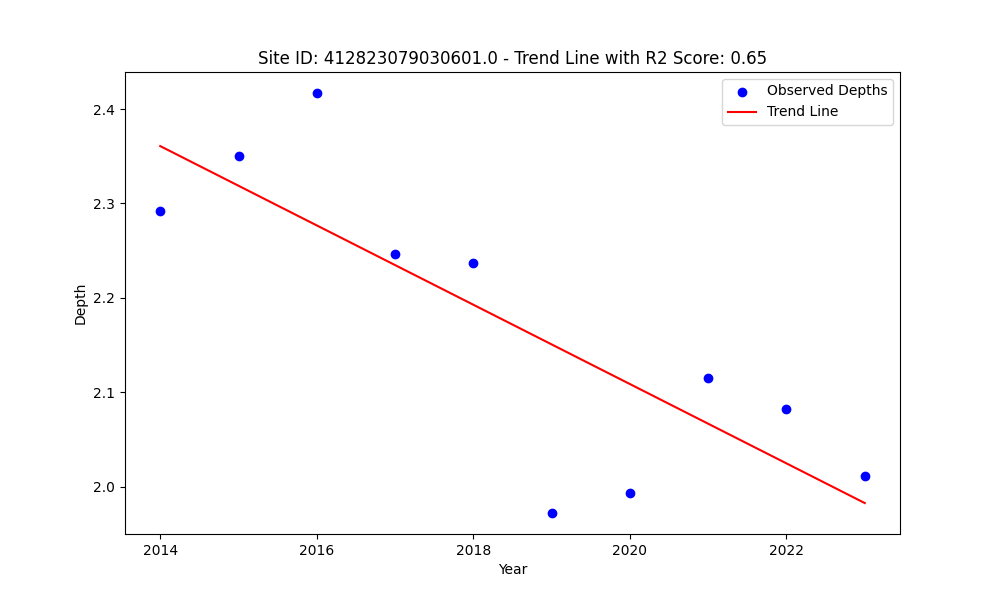 Site ID: 412823079030601.0 - Trend Line with R2 Score: 0.65
Observed Depths
Trend Line
2.4
2.3
2.2
2.1
2.0
Depth
2014
2016
2018
2020
2022
Year